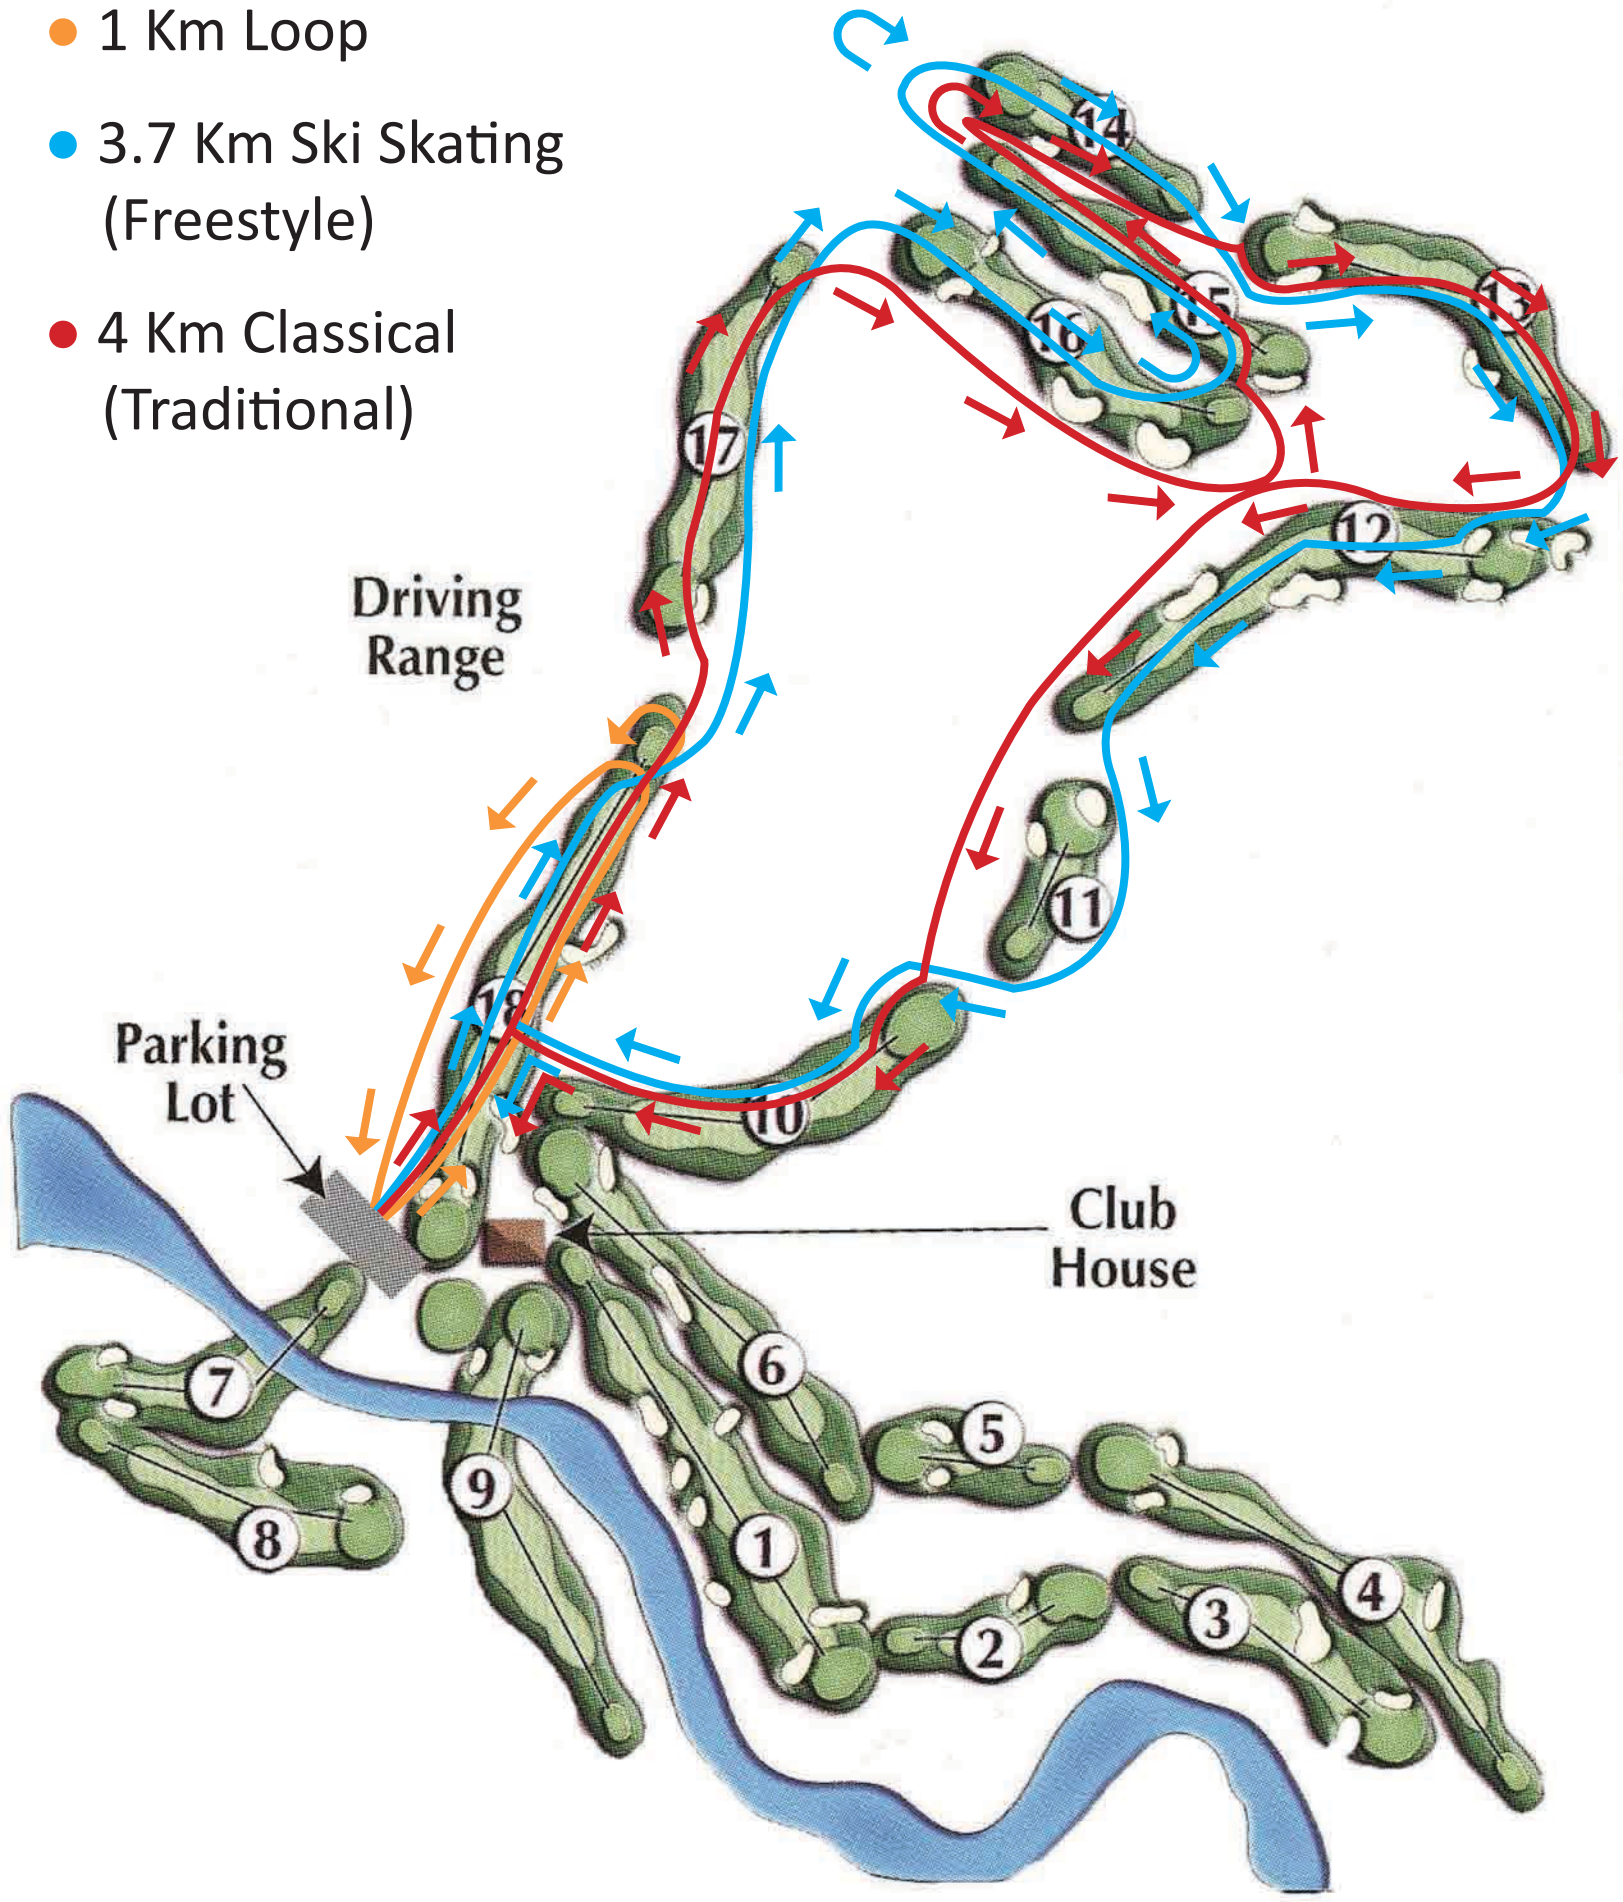 1 Km Loop
3.7 Km Ski Skating
(Freestyle)
4 Km Classical
(Traditional)
14
13
15
16
17
12
Driving
Range
11
18
Parking
Lot
10
Club
House
6
7
5
9
8
1
4
3
2